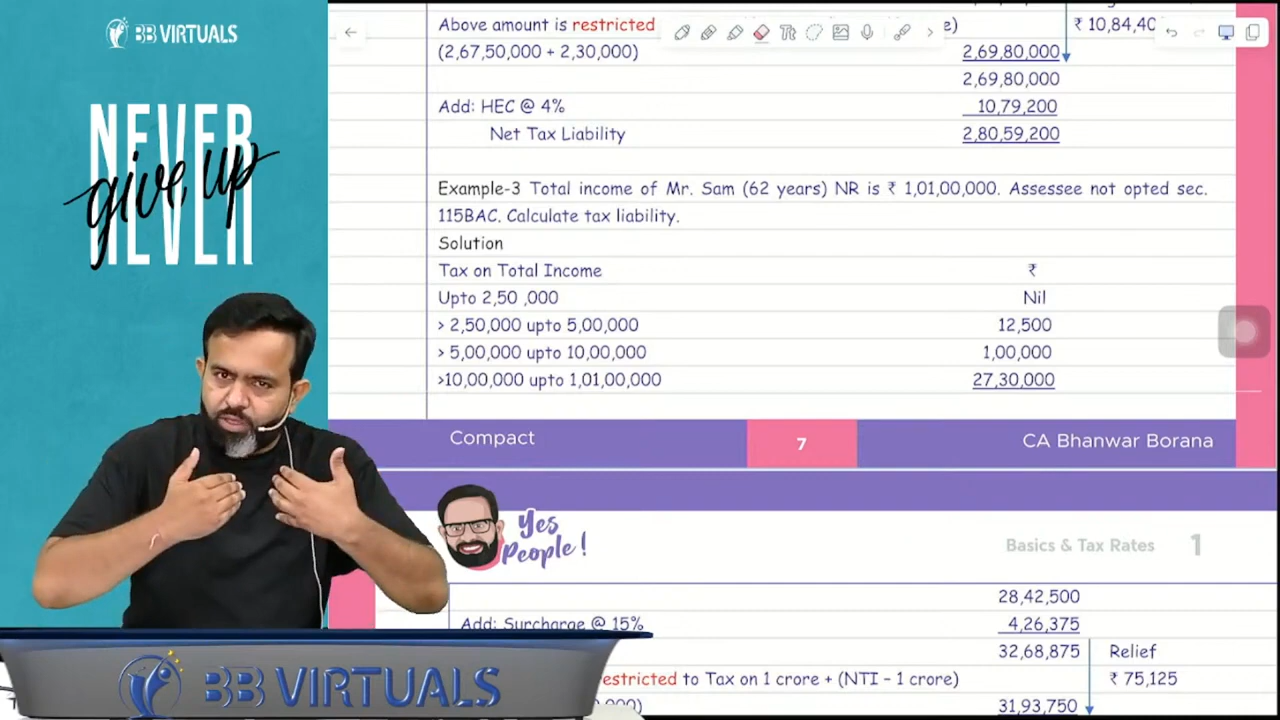 BB VIRTUALS
NEVER
give up
NEVER
Above amount is restricted
e)
₹ 10,84,40
(2,67,50,000 + 2,30,000)
2,69,80,000
2,69,80,000
Add: HEC @ 4%
10,79,200
Net Tax Liability
2,80,59,200
Example-3 Total income of Mr. Sam (62 years) NR is ₹ 1,01,00,000. Assessee not opted sec.
115BAC. Calculate tax liability.
Solution
Tax on Total Income
₹
Upto 2,50 ,000
Nil
> 2,50,000 upto 5,00,000
12,500
> 5,00,000 upto 10,00,000
1,00,000
>10,00,000 upto 1,01,00,000
27,30,000
Compact
7
CA Bhanwar Borana
Yes
People !
Basics & Tax Rates 1
28,42,500
Add: Surcharge @ 15%
4,26,375
32,68,875
Relief
estricted to Tax on 1 crore + (NTI – 1 crore)
₹ 75,125
31,93,750
BB VIRTUALS